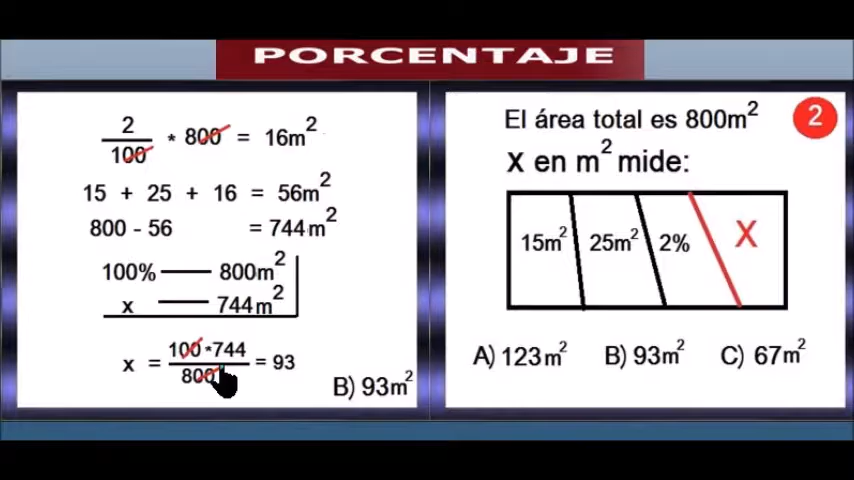 PORCENTAJE
2/100 * 800 = 16m²
15 + 25 + 16 = 56m²
800 - 56 = 744m²
100% — 800m²
x — 744m²
x = 100*744/800 = 93
B) 93m²
El área total es 800m²
2
X en m² mide:
15m² 25m² 2% X
A) 123m² B) 93m² C) 67m²